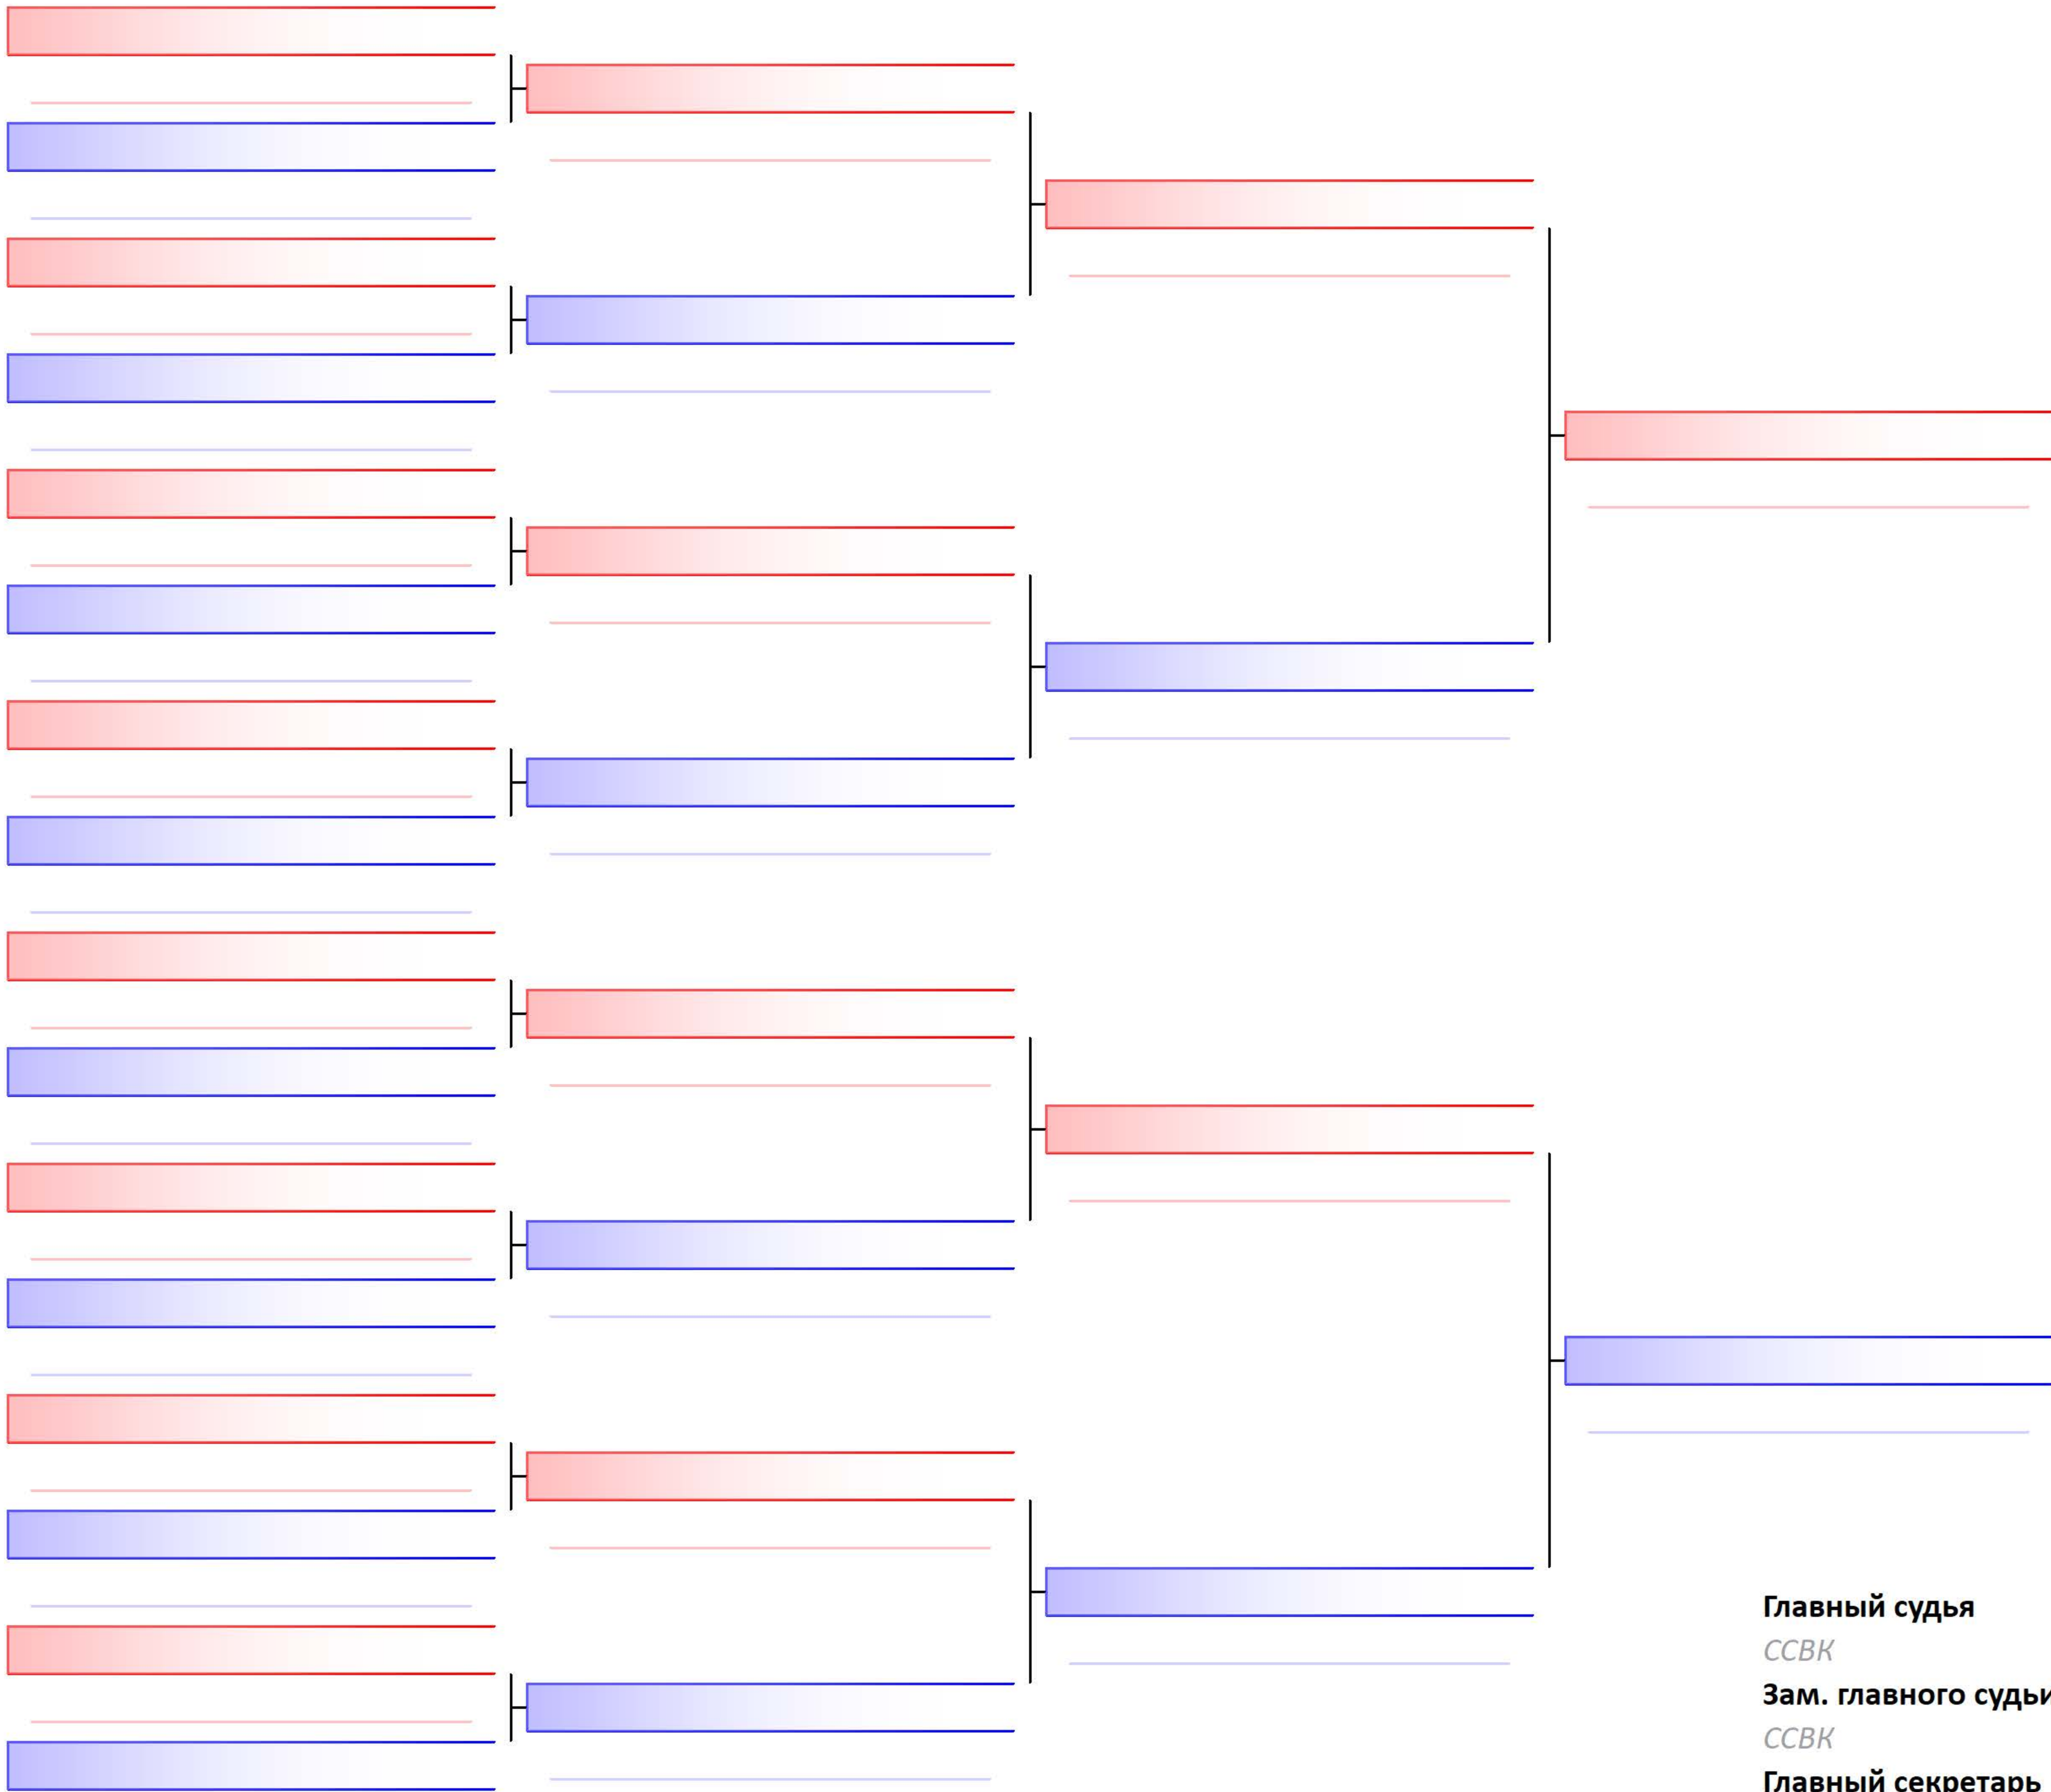 Главный судья
ССВК
Зам. главного судьи
ССВК
Главный секретарь